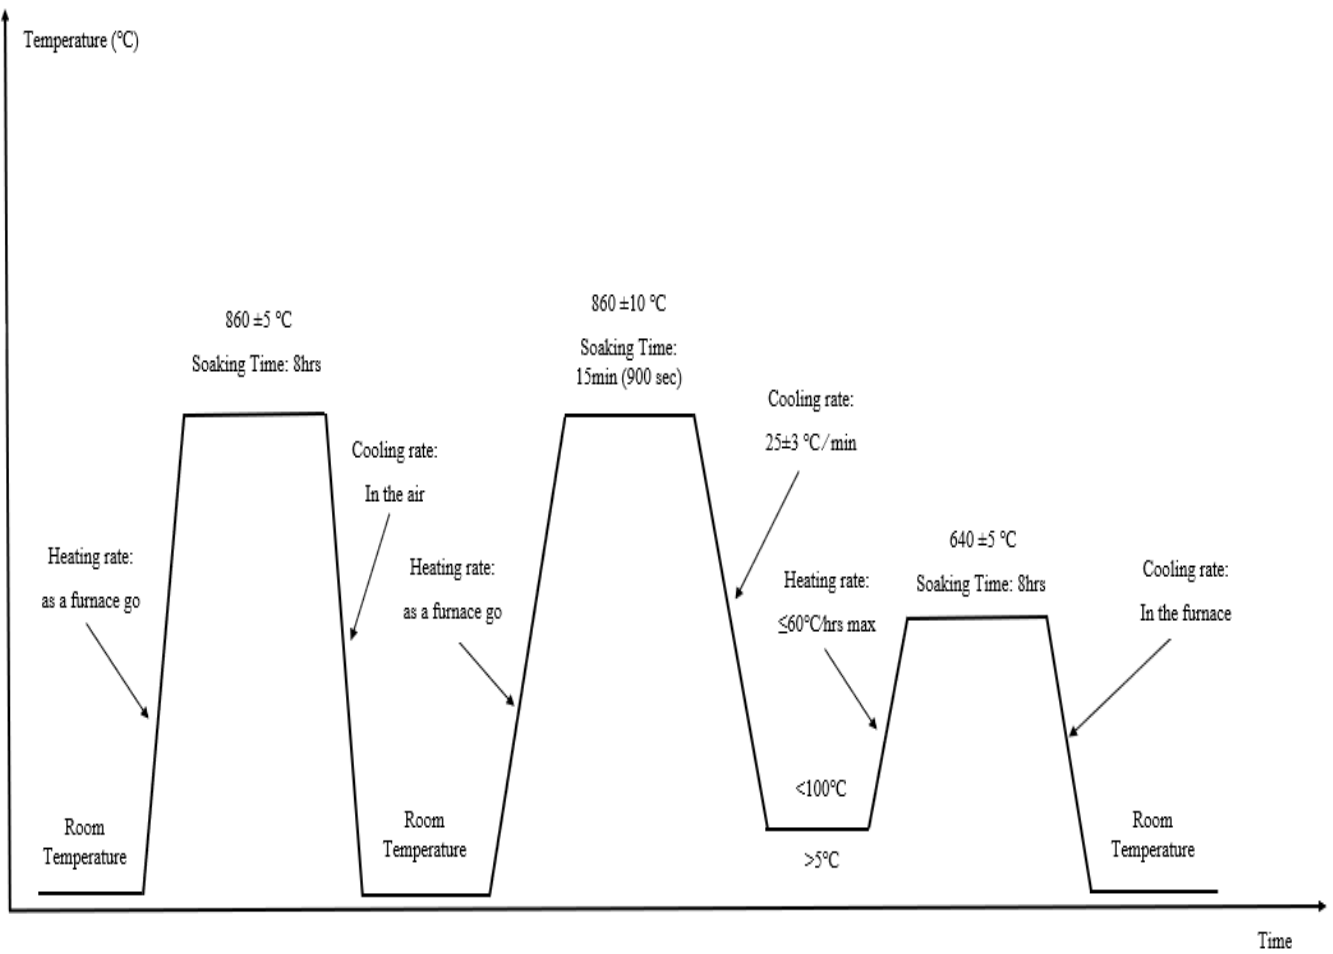 Temperature (℃)
860 ±5 ℃
Soaking Time: 8hrs
860 ±10 ℃
Soaking Time:
15min (900 sec)
Cooling rate:
25±3 ℃/min
Cooling rate:
In the air
Heating rate:
as a furnace go
Heating rate:
as a furnace go
640 ±5 ℃
Soaking Time: 8hrs
Heating rate:
≤60℃/hrs max
Cooling rate:
In the furnace
<100℃
>5℃
Room
Temperature
Room
Temperature
Room
Temperature
Time